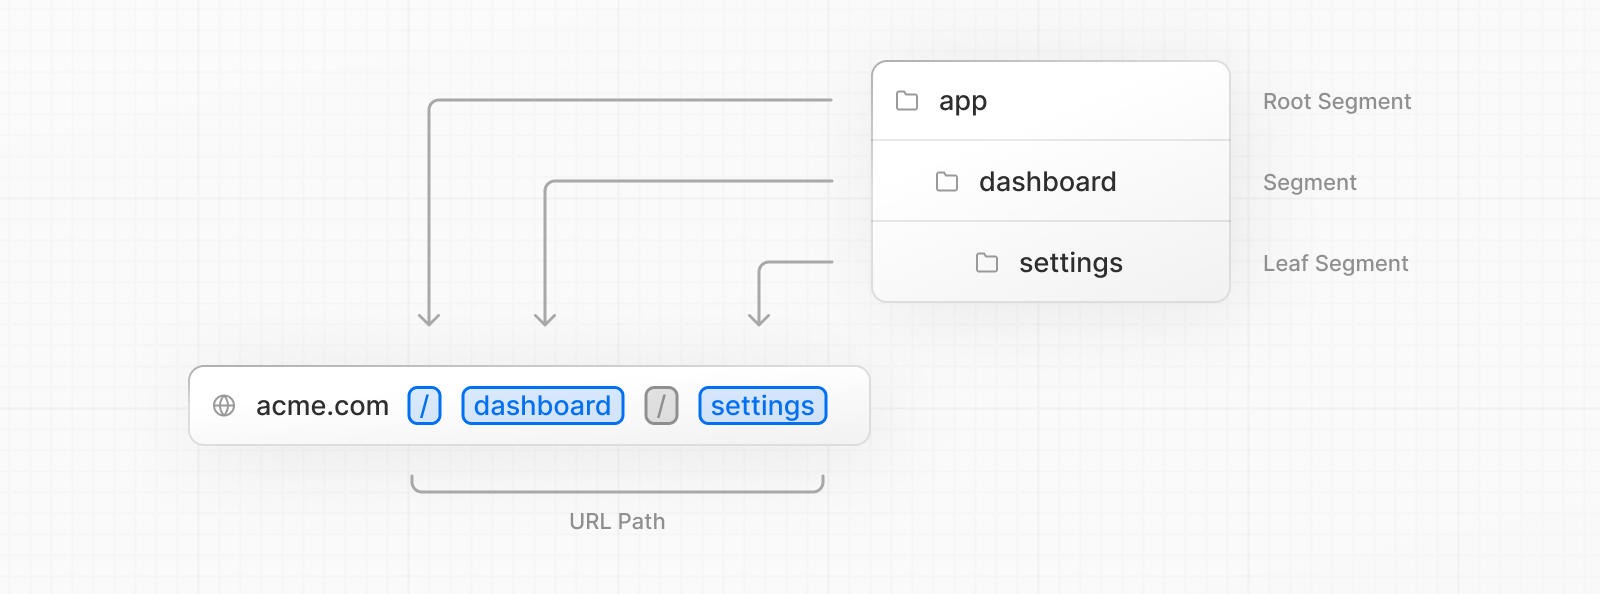 app
Root Segment
dashboard
Segment
settings
Leaf Segment
acme.com / dashboard / settings
URL Path